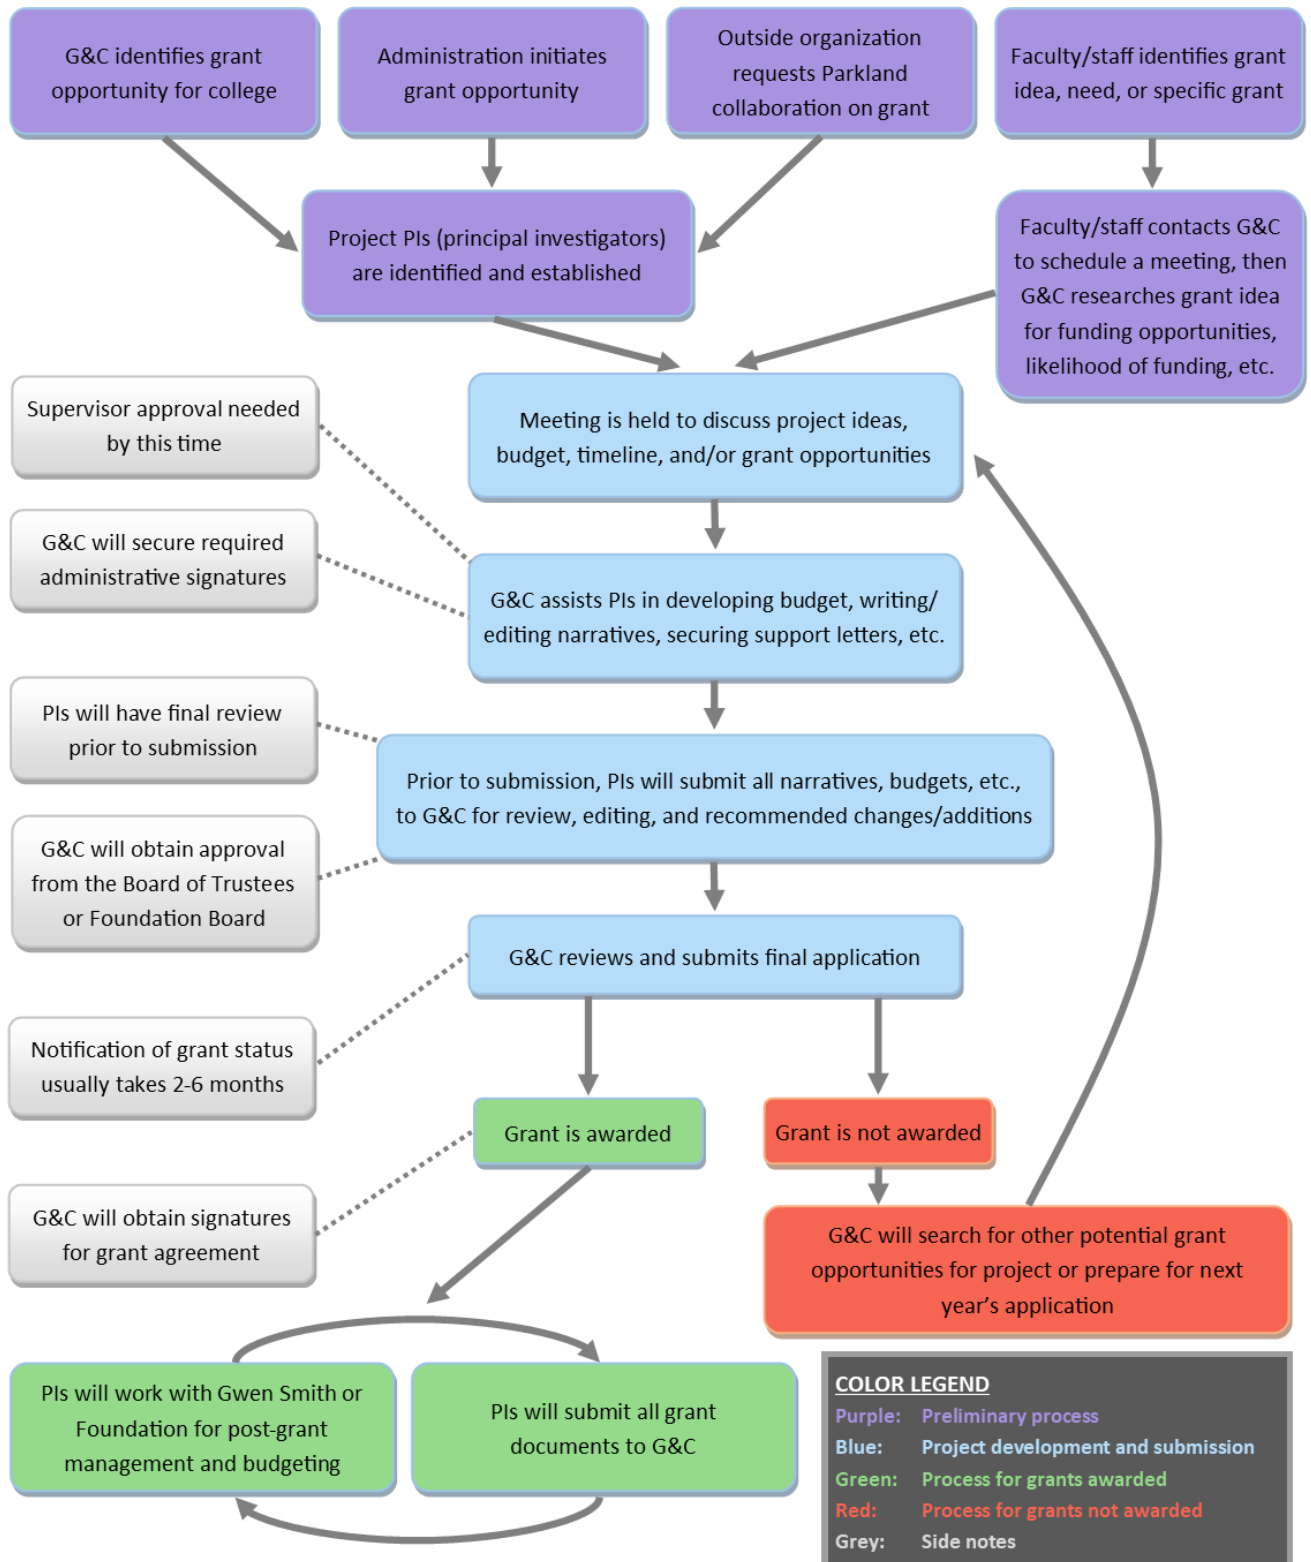 G&C identifies grant
opportunity for college
Administration initiates
grant opportunity
Outside organization
requests Parkland
collaboration on grant
Faculty/staff identifies grant
idea, need, or specific grant
Project PIs (principal investigators)
are identified and established
Faculty/staff contacts G&C
to schedule a meeting, then
G&C researches grant idea
for funding opportunities,
likelihood of funding, etc.
Supervisor approval needed
by this time
Meeting is held to discuss project ideas,
budget, timeline, and/or grant opportunities
G&C will secure required
administrative signatures
G&C assists PIs in developing budget, writing/
editing narratives, securing support letters, etc.
PIs will have final review
prior to submission
Prior to submission, PIs will submit all narratives, budgets, etc.,
to G&C for review, editing, and recommended changes/additions
G&C will obtain approval
from the Board of Trustees
or Foundation Board
G&C reviews and submits final application
Notification of grant status
usually takes 2-6 months
Grant is awarded
Grant is not awarded
G&C will obtain signatures
for grant agreement
G&C will search for other potential grant
opportunities for project or prepare for next
year's application
PIs will work with Gwen Smith or
Foundation for post-grant
management and budgeting
PIs will submit all grant
documents to G&C
COLOR LEGEND
Purple: Preliminary process
Blue: Project development and submission
Green: Process for grants awarded
Red: Process for grants not awarded
Grey: Side notes